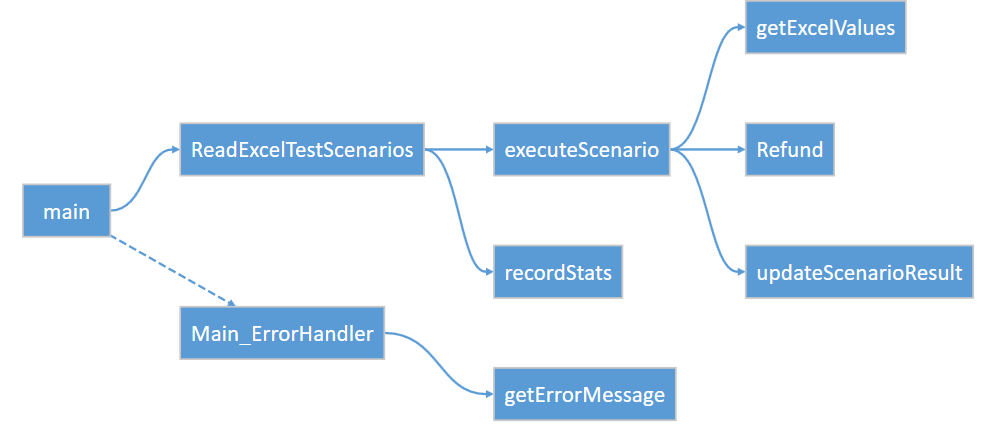 getExcelValues
ReadExcelTestScenarios
executeScenario
Refund
main
recordStats
updateScenarioResult
Main_ErrorHandler
getErrorMessage